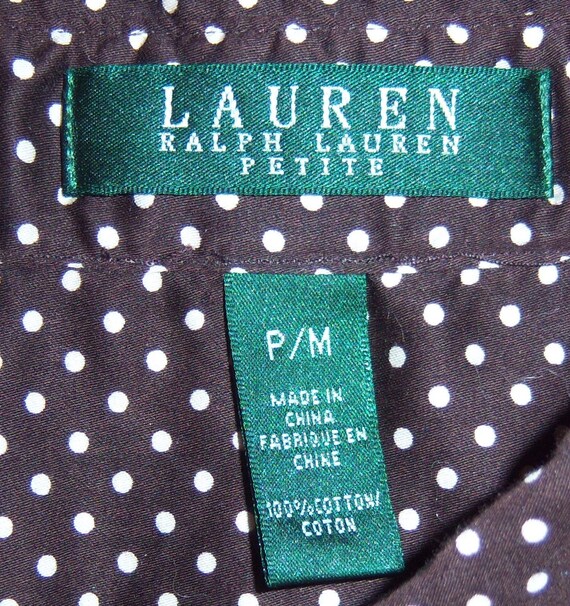 LAUREN
RALPH LAUREN
PETITE
P/M
MADE IN
CHINA
FABRIQUE EN
CHINE
100% COTTON/
COTON